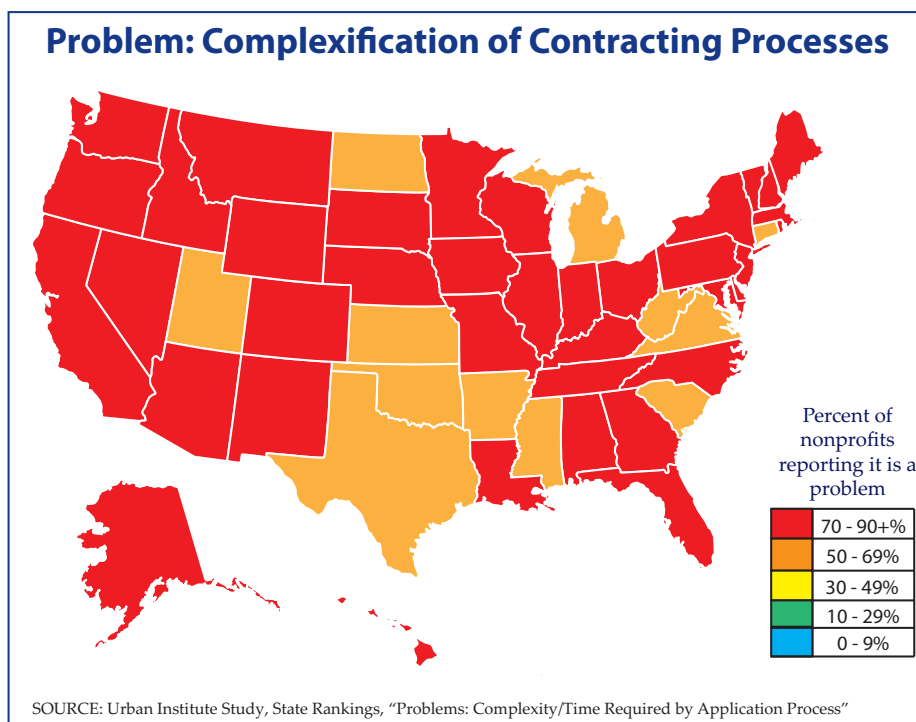 Problem: Complexification of Contracting Processes
Percent of
nonprofits
reporting it is a
problem
70 - 90+%
50 - 69%
30 - 49%
10 - 29%
0 - 9%
SOURCE: Urban Institute Study, State Rankings, “Problems: Complexity/Time Required by Application Process”